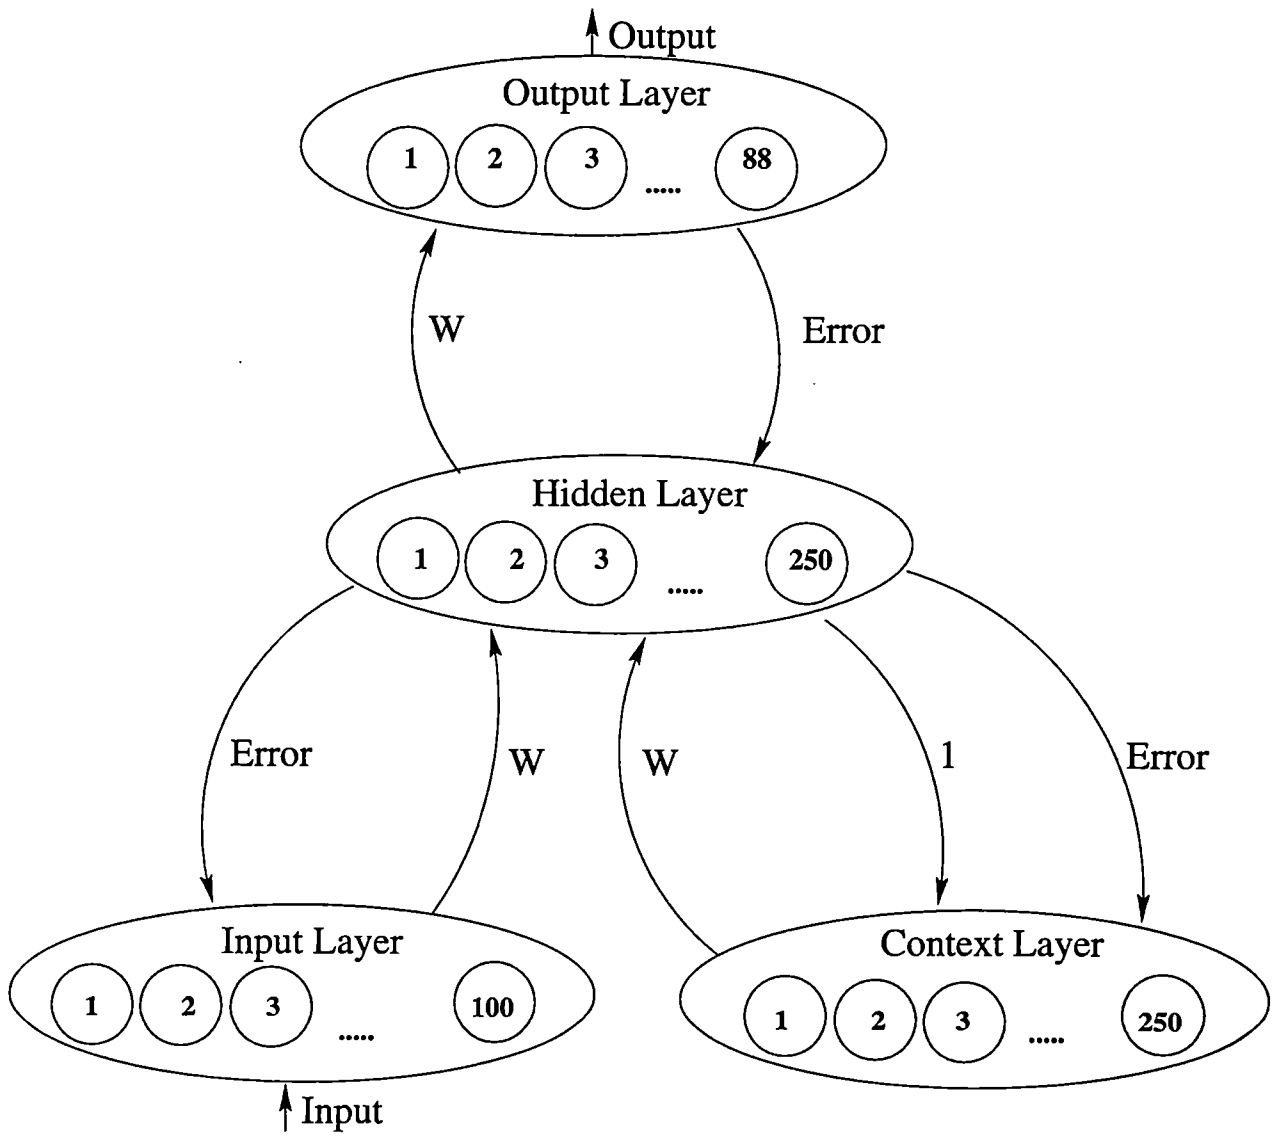 Output
Output Layer
1 2 3 ..... 88
W Error
Hidden Layer
1 2 3 ..... 250
Error W W 1 Error
Input Layer
1 2 3 ..... 100
Context Layer
1 2 3 ..... 250
Input